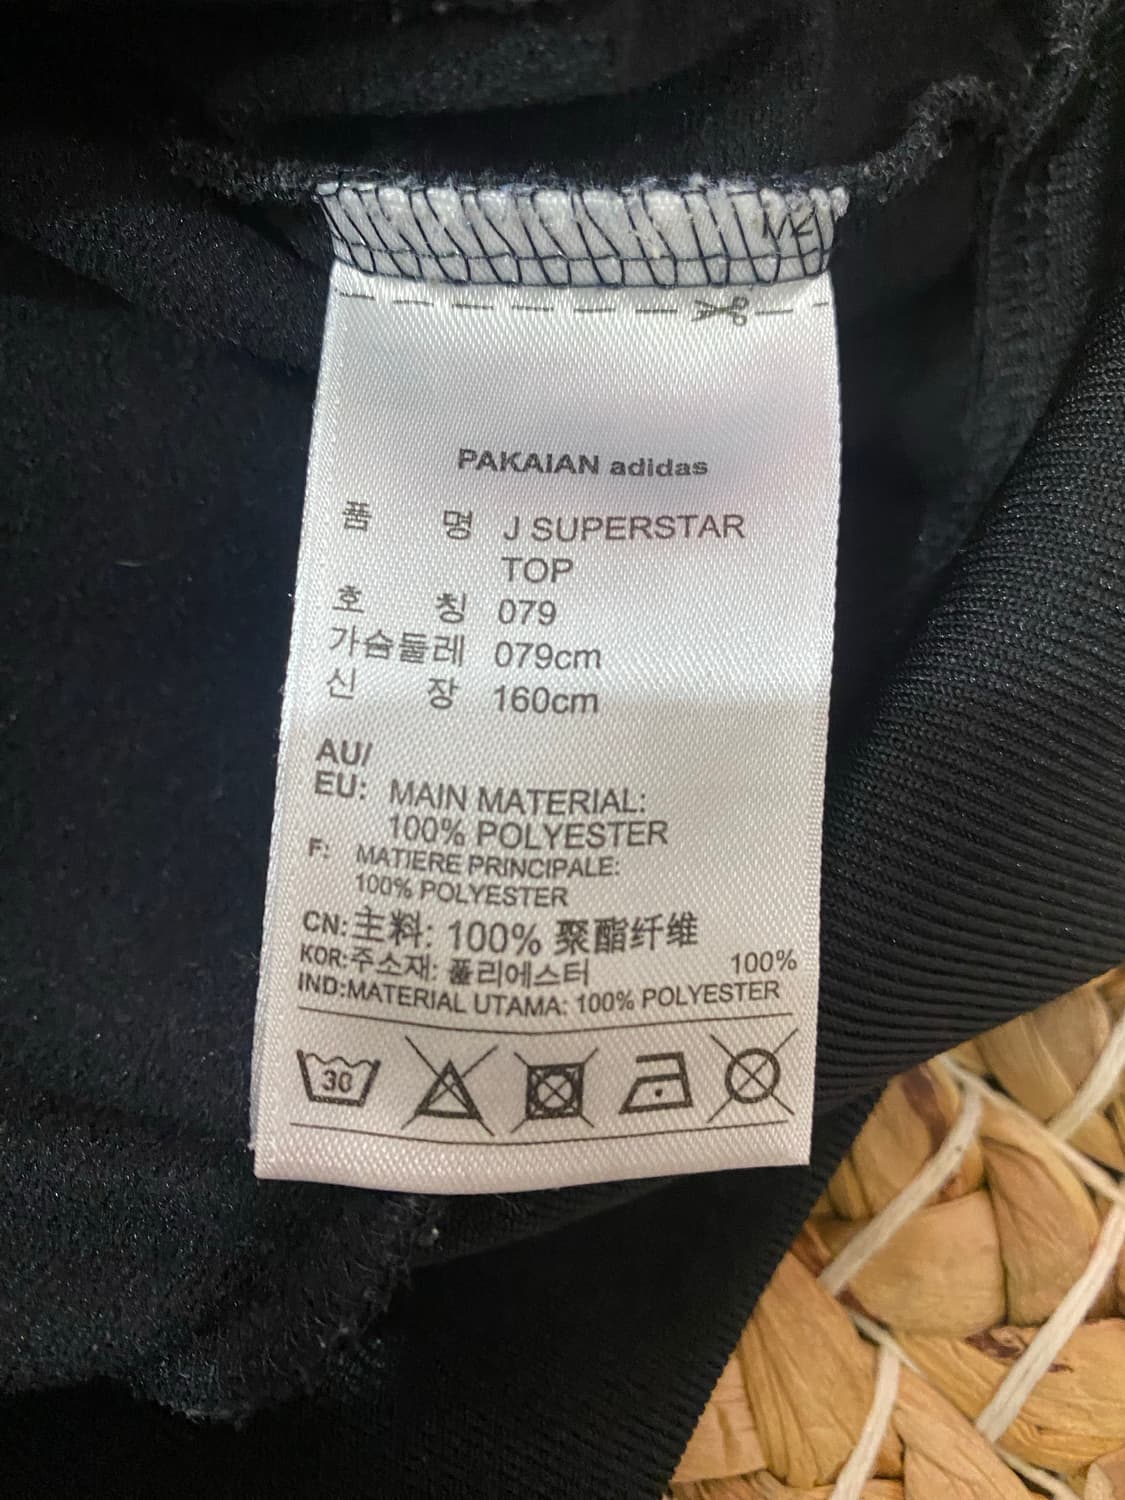 PAKAIAN adidas
품 명 J SUPERSTAR
TOP
호 칭 079
가슴둘레 079cm
신 장 160cm
AU/
EU: MAIN MATERIAL:
100% POLYESTER
F: MATIERE PRINCIPALE:
100% POLYESTER
CN:主料: 100% 聚酯纤维
KOR:주소재: 폴리에스터 100%
IND:MATERIAL UTAMA: 100% POLYESTER
30